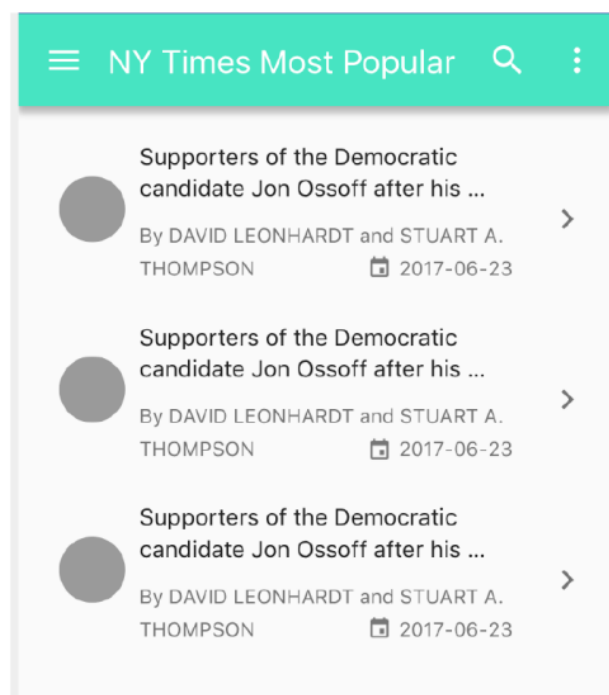 NY Times Most Popular
Supporters of the Democratic
candidate Jon Ossoff after his ...
By DAVID LEONHARDT and STUART A.
THOMPSON 2017-06-23
Supporters of the Democratic
candidate Jon Ossoff after his ...
By DAVID LEONHARDT and STUART A.
THOMPSON 2017-06-23
Supporters of the Democratic
candidate Jon Ossoff after his ...
By DAVID LEONHARDT and STUART A.
THOMPSON 2017-06-23